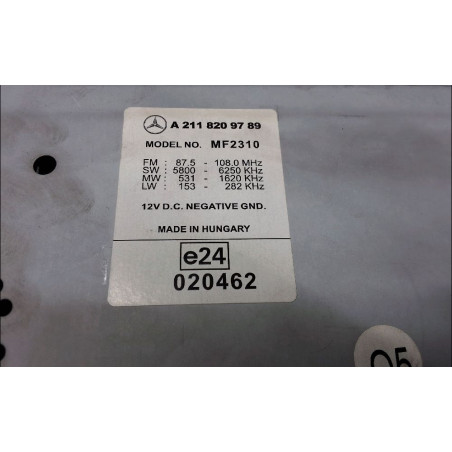 A 211 820 97 89
MODEL NO. MF2310
FM : 87.5 - 108.0 MHz
SW : 5800 - 6250 KHz
MW : 531 - 1620 KHz
LW : 153 - 282 KHz
12V D.C. NEGATIVE GND.
MADE IN HUNGARY
e24
020462
05